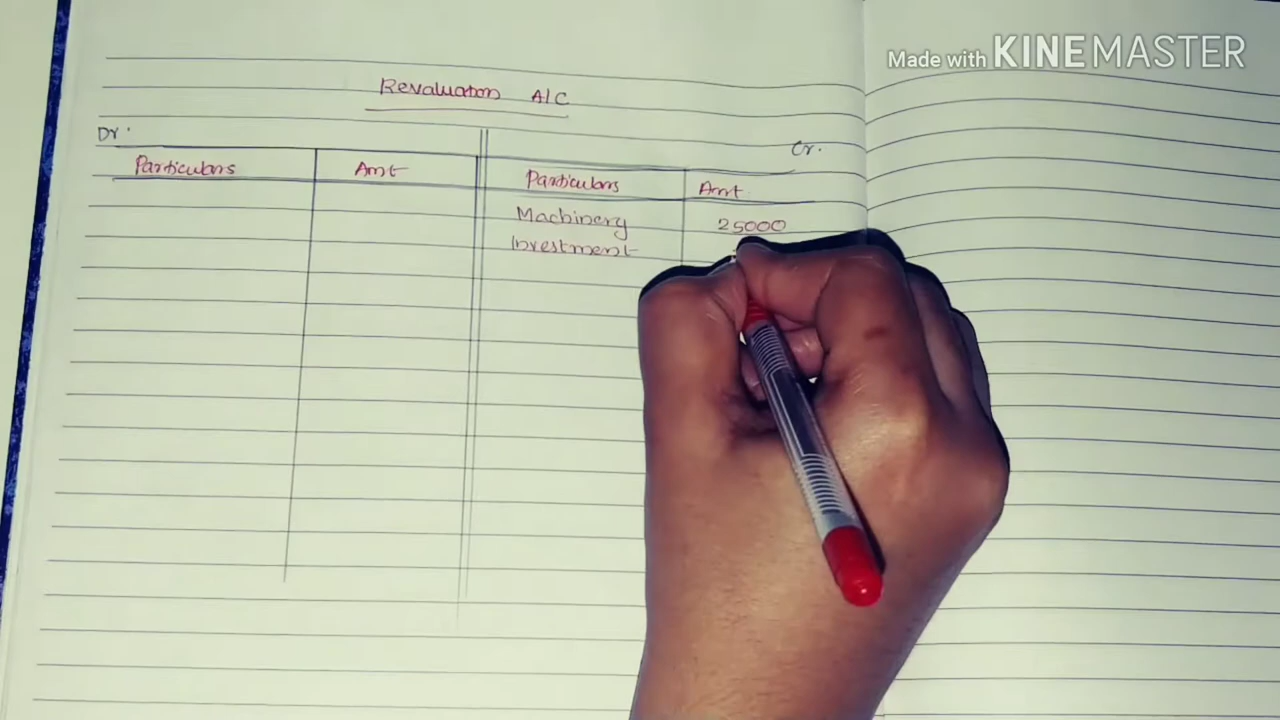 Made with KINEMASTER
Revaluation A/C
Dr.
Cr.
Particulars Amt Particulars Amt.
Machinery 25000
Investment